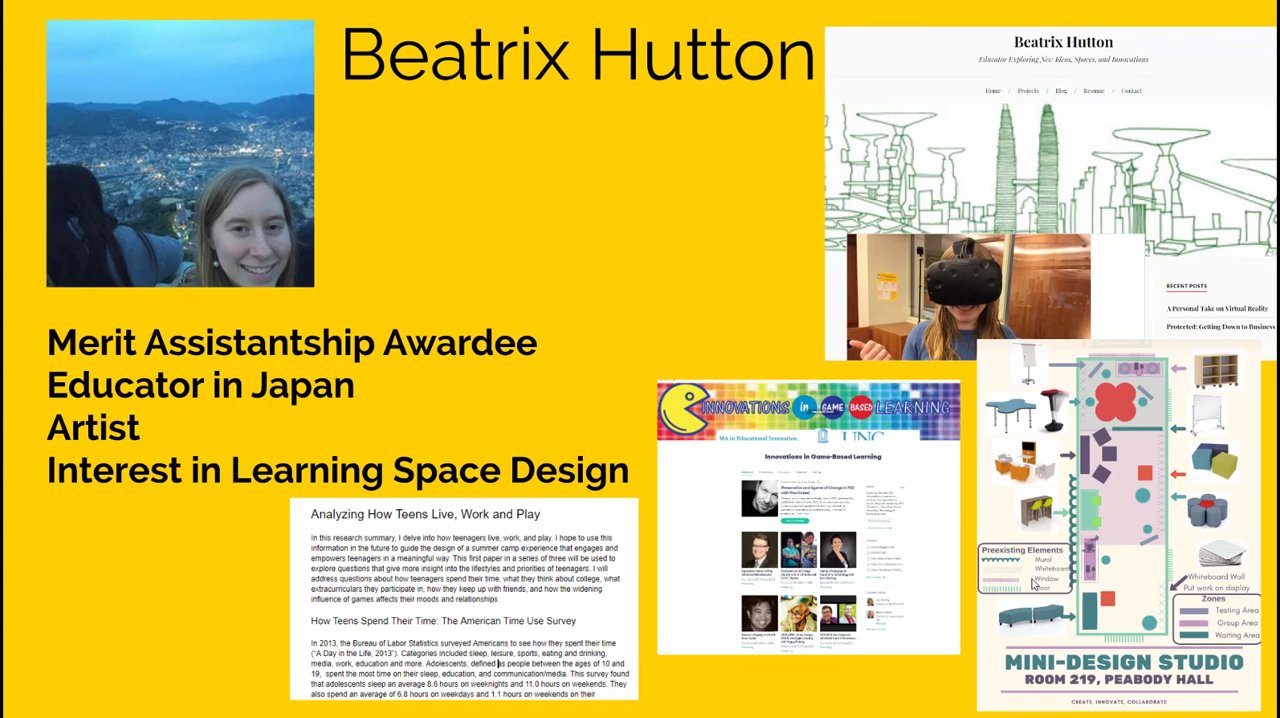 Beatrix Hutton
Beatrix Hutton
Educator Exploring New Ideas, Spaces, and Innovations
Home / Projects / Blog / Resume / Contact
RECENT POSTS
A Personal Take on Virtual Reality
Protected: Getting Down to Business
Merit Assistantship Awardee
Educator in Japan
Artist
Interest in Learning Space Design
Analyzing How Teens Live Work and Play
In this research summary, I delve into how teenagers live, work, and play. I hope to use this
information in the future to guide the design of a summer camp experience that engages and
empowers teenagers in a meaningful way. This first paper in a series of three will be used to
explore questions that give more insight into the lifestyles and priorities of teenagers. I will
address questions about how teenagers spend their time, what they think about college, what
extracurriculars they participate in, how they keep up with friends, and how the widening
influence of games affects their moods and relationships.
How Teens Spend Their Time: The American Time Use Survey
In 2013, the Bureau of Labor Statistics surveyed Americans to see how they spent their time
("A Day in the Life, 2013"). Categories included sleep, leisure, sports, eating and drinking,
media, work, education and more. Adolescents, defined as people between the ages of 10 and
19, spent the most time on their sleep, education, and communication/media. This survey found
that adolescents sleep an average 8.6 hours on weeknights and 11.0 hours on weekends. They
also spend an average of 6.8 hours on weekdays and 1.1 hours on weekends on their
INNOVATIONS in GAME BASED LEARNING
MA in Educational Innovation, UNC
Innovations in Game-Based Learning
Preexisting Elements
Mural
Whiteboard
Window
Door
Whiteboard Wall
Put work on display
Zones
Testing Area
Group Area
Waiting Area
MINI-DESIGN STUDIO
ROOM 219, PEABODY HALL
CREATE, INNOVATE, COLLABORATE